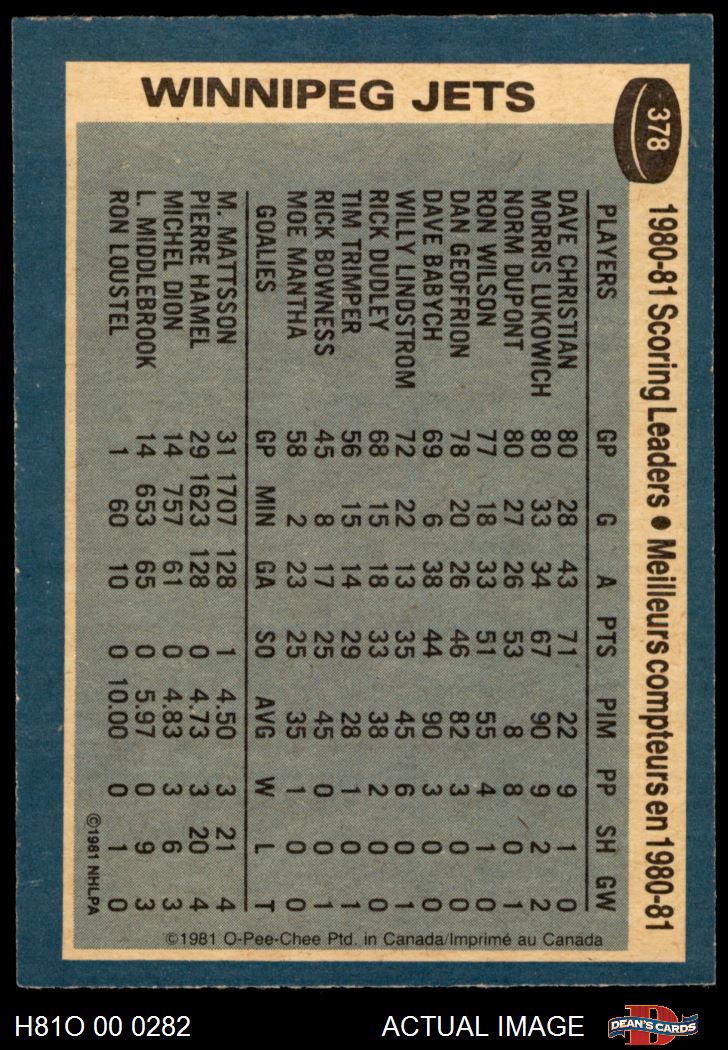 WINNIPEG JETS
378
1980-81 Scoring Leaders • Meilleurs compteurs en 1980-81
PLAYERS GP G A PTS PIM PP SH GW
DAVE CHRISTIAN 80 28 43 71 22 9 1 0
MORRIS LUKOWICH 80 33 34 67 90 9 2 2
NORM DUPONT 80 27 26 53 8 8 0 1
RON WILSON 77 18 33 51 55 4 1 1
DAN GEOFFRION 78 20 26 46 82 3 0 0
DAVE BABYCH 69 6 38 44 90 3 0 0
WILLY LINDSTROM 72 22 13 35 45 6 0 1
RICK DUDLEY 68 15 18 33 38 2 0 0
TIM TRIMPER 56 15 14 29 28 1 0 0
RICK BOWNESS 45 8 17 25 45 0 0 1
MOE MANTHA 58 2 23 25 35 1 0 0
GOALIES GP MIN GA SO AVG W L T
M. MATTSSON 31 1707 128 1 4.50 3 21 4
PIERRE HAMEL 29 1623 128 0 4.73 3 20 4
MICHEL DION 14 757 61 0 4.83 3 6 3
L. MIDDLEBROOK 14 653 65 0 5.97 0 9 3
RON LOUSTEL 1 60 10 0 10.00 0 1 0
©1981 NHLPA
©1981 O-Pee-Chee Ptd. in Canada/Imprimé au Canada
H81O 00 0282
ACTUAL IMAGE
DEAN'S CARDS